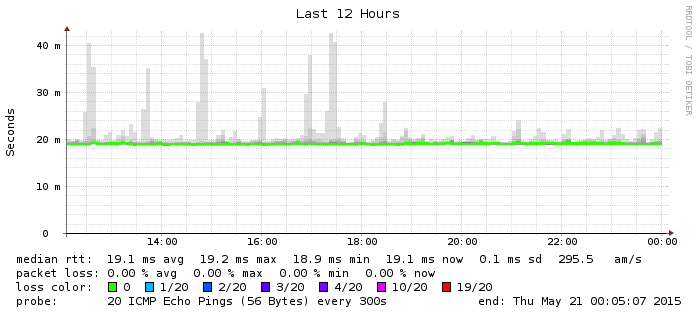 Last 12 Hours
RRDTOOL / TOBI OETIKER
Seconds
40 m
30 m
20 m
10 m
0
14:00 16:00 18:00 20:00 22:00 00:00
median rtt: 19.1 ms avg 19.2 ms max 18.9 ms min 19.1 ms now 0.1 ms sd 295.5 am/s
packet loss: 0.00 % avg 0.00 % max 0.00 % min 0.00 % now
loss color: 0 1/20 2/20 3/20 4/20 10/20 19/20
probe: 20 ICMP Echo Pings (56 Bytes) every 300s end: Thu May 21 00:05:07 2015